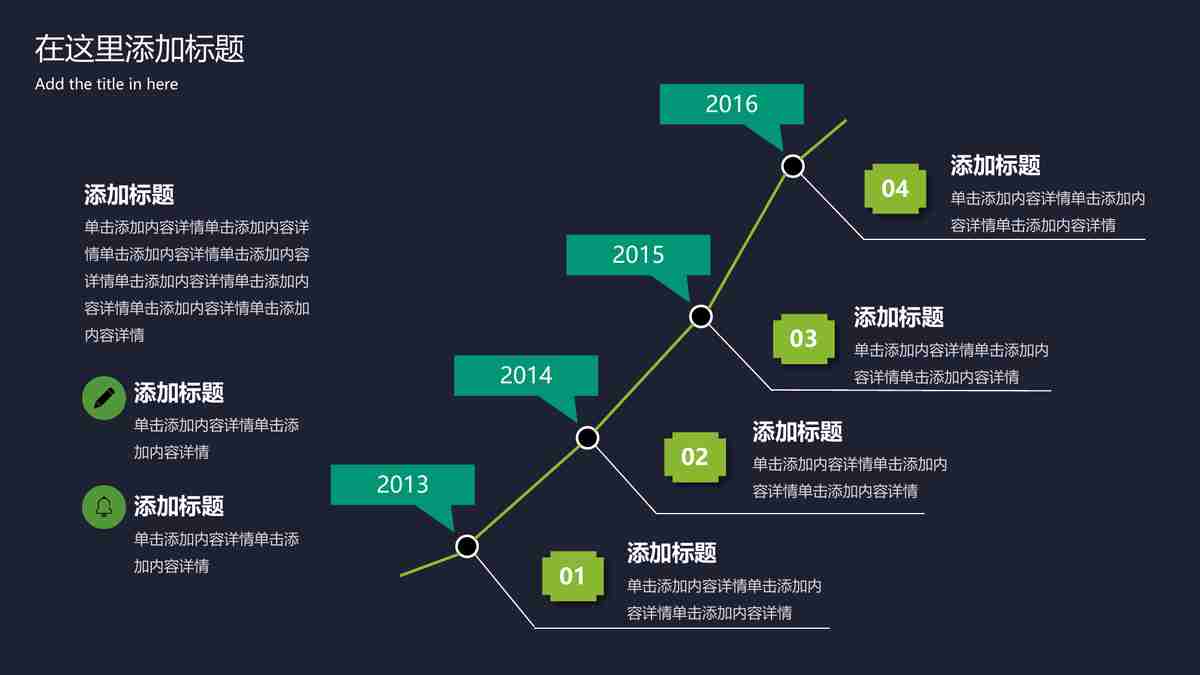 在这里添加标题
Add the title in here
添加标题
单击添加内容详情单击添加内容详
情单击添加内容详情单击添加内容
详情单击添加内容详情单击添加内
容详情单击添加内容详情单击添加
内容详情
添加标题
单击添加内容详情单击添
加内容详情
添加标题
单击添加内容详情单击添
加内容详情
2016
04
添加标题
单击添加内容详情单击添加内
容详情单击添加内容详情
2015
03
添加标题
单击添加内容详情单击添加内
容详情单击添加内容详情
2014
02
添加标题
单击添加内容详情单击添加内
容详情单击添加内容详情
2013
01
添加标题
单击添加内容详情单击添加内
容详情单击添加内容详情